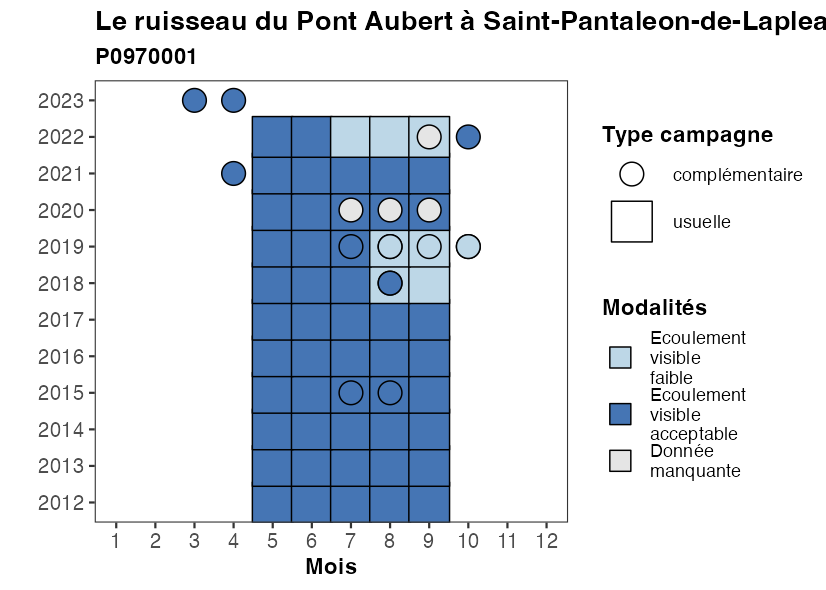 Le ruisseau du Pont Aubert à Saint-Pantaleon-de-Laplea
P0970001
2023
2022
2021
2020
2019
2018
2017
2016
2015
2014
2013
2012
1 2 3 4 5 6 7 8 9 10 11 12
Mois
Type campagne
complémentaire
usuelle
Modalités
Ecoulement
visible
faible
Ecoulement
visible
acceptable
Donnée
manquante